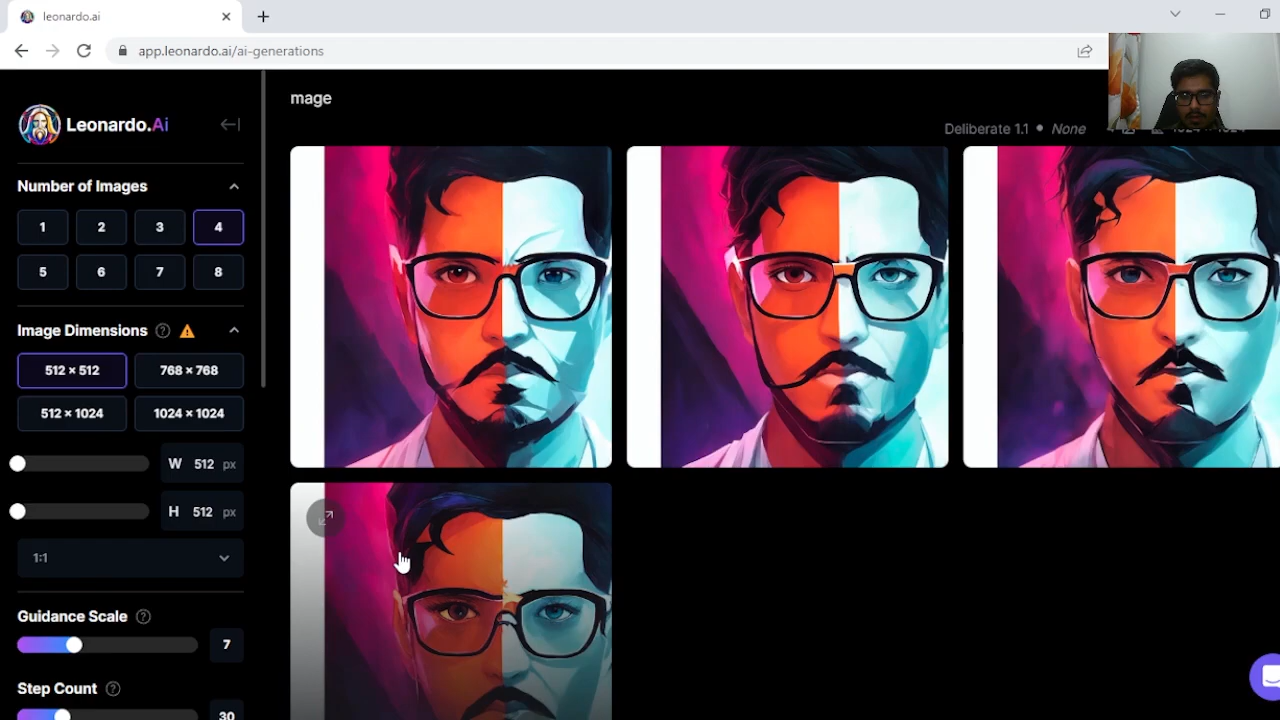 leonardo.ai
app.leonardo.ai/ai-generations
Leonardo.Ai
mage
Deliberate 1.1 • None
Number of Images
1 2 3 4
5 6 7 8
Image Dimensions
512 × 512 768 × 768
512 × 1024 1024 × 1024
W 512 px
H 512 px
1:1
Guidance Scale
7
Step Count
30